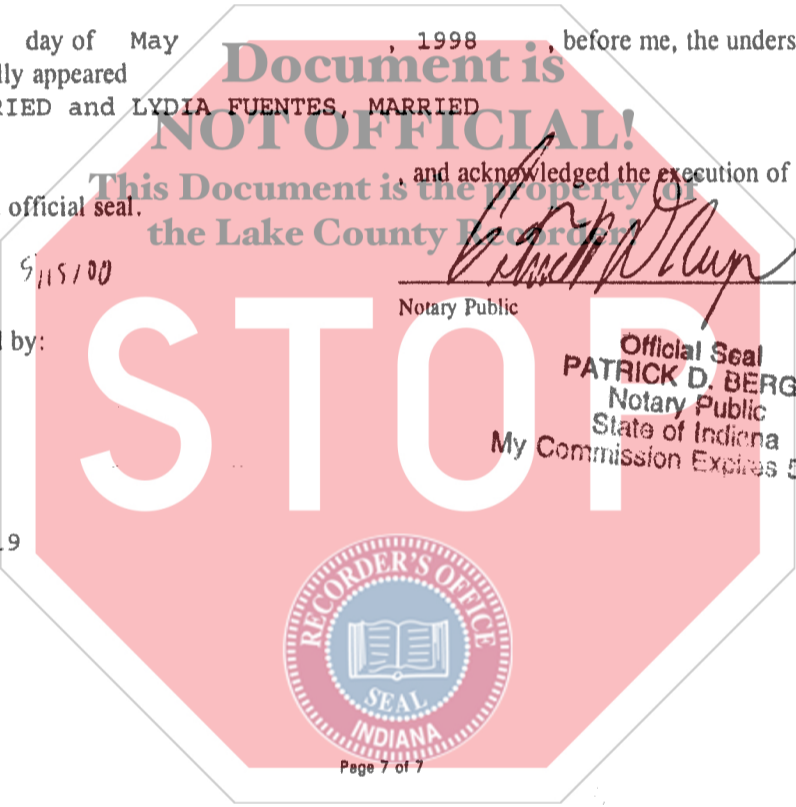 day of May , 1998 , before me, the unders
lly appeared
RIED and LYDIA FUENTES, MARRIED
, and acknowledged the execution of
official seal.
5/15/00
Notary Public
d by:
Official Seal
PATRICK D. BERG
Notary Public
State of Indiana
My Commission Expires 5
19
Document is
NOT OFFICIAL!
This Document is the property of
the Lake County Recorder!
STOP
RECORDER'S OFFICE
SEAL
INDIANA
Page 7 of 7